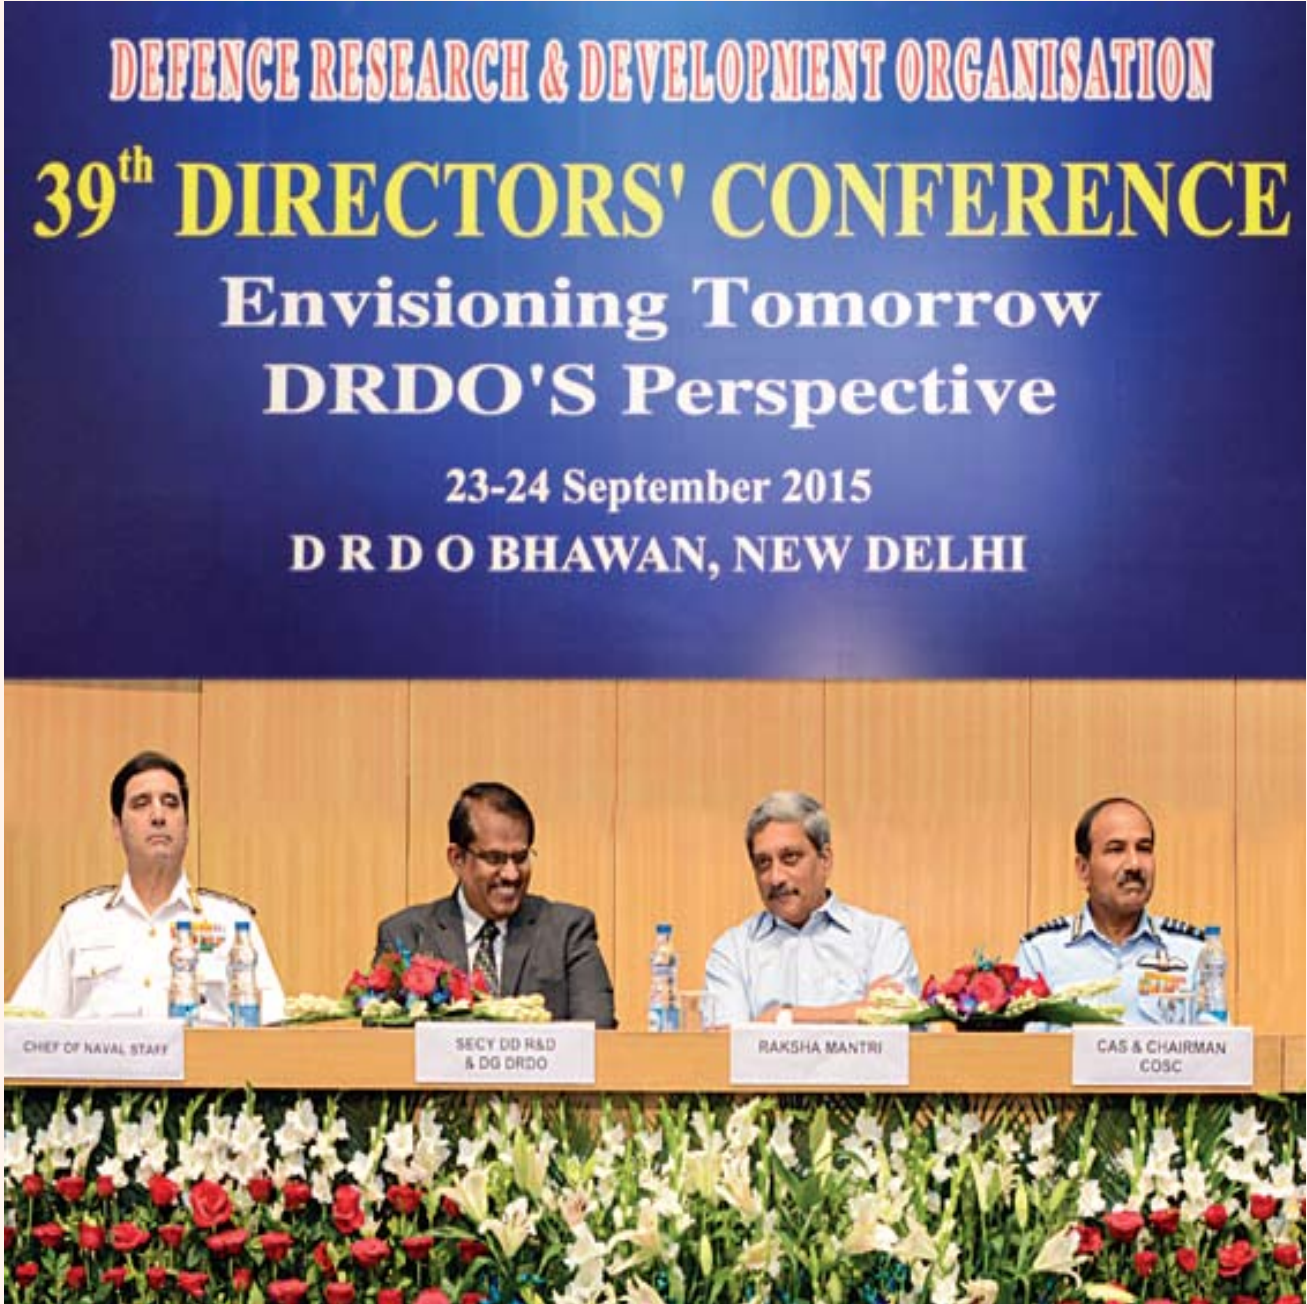 DEFENCE RESEARCH & DEVELOPMENT ORGANISATION
39th DIRECTORS' CONFERENCE
Envisioning Tomorrow
DRDO'S Perspective
23-24 September 2015
D R D O BHAWAN, NEW DELHI
CHIEF OF NAVAL STAFF
SECY DD R&D
& DG DRDO
RAKSHA MANTRI
CAS & CHAIRMAN
COSC